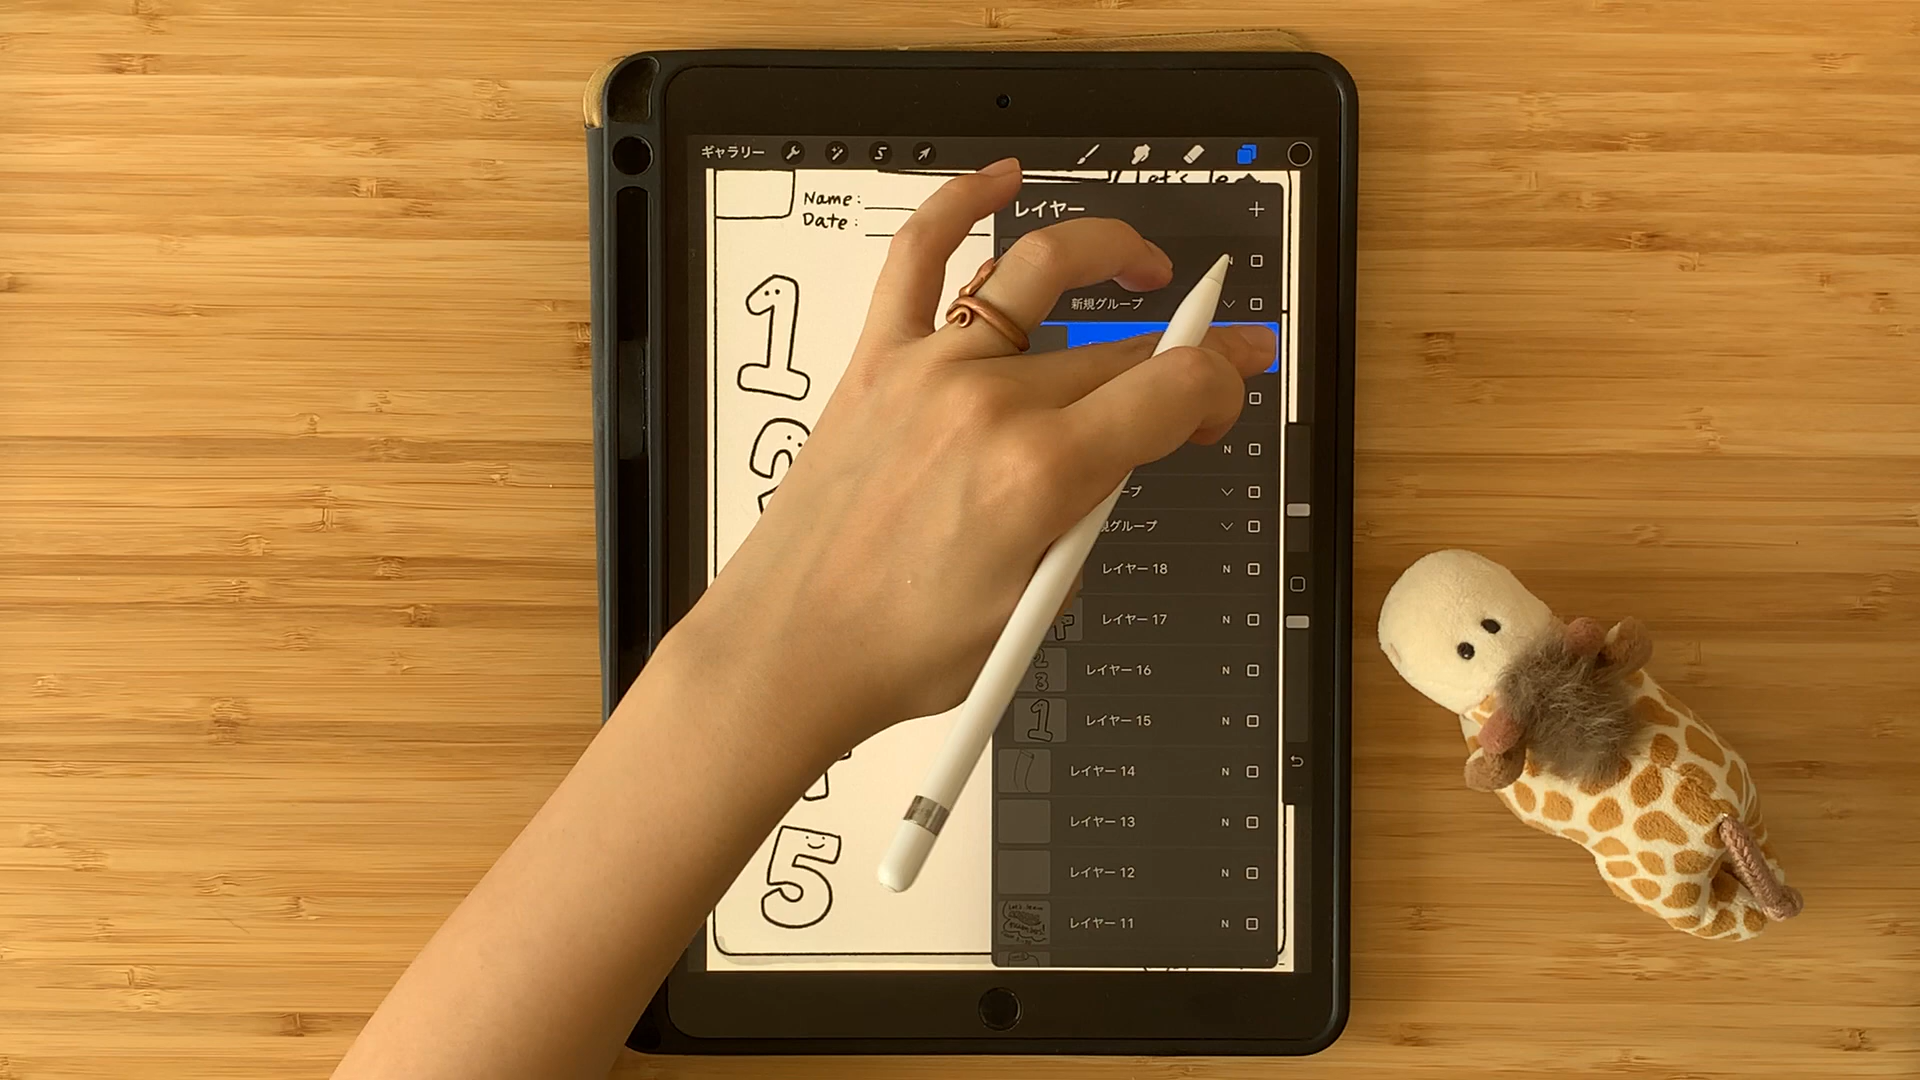 ギャラリー
Let's le
Name:
Date:
レイヤー
N
新規グループ
N
ープ
規グループ
レイヤー 18 N
レイヤー 17 N
レイヤー 16 N
レイヤー 15 N
レイヤー 14 N
レイヤー 13 N
レイヤー 12 N
レイヤー 11 N
1
2
5